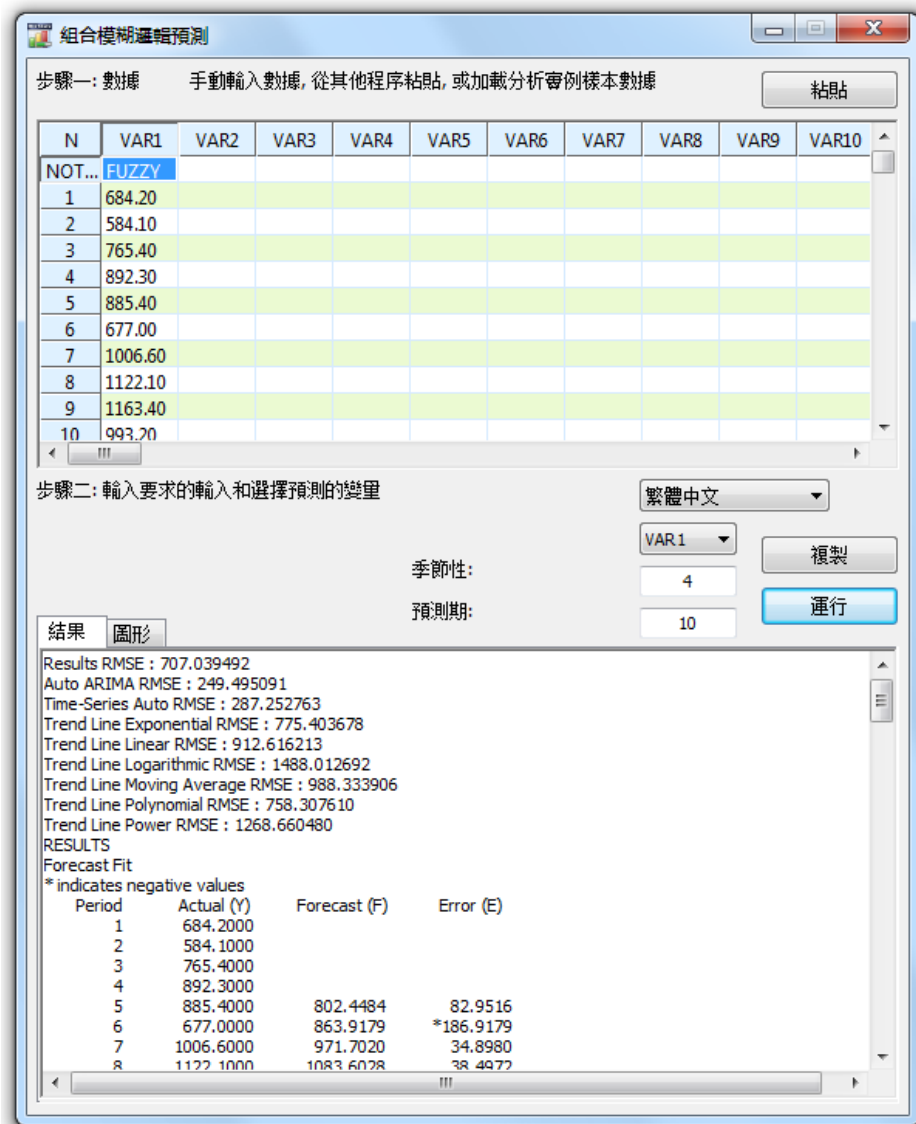 組合模糊邏輯預測
步驟一: 數據 手動輸入數據, 從其他程序粘貼, 或加載分析審例樣本數據 粘貼
N VAR1 VAR2 VAR3 VAR4 VAR5 VAR6 VAR7 VAR8 VAR9 VAR10
NOT... FUZZY
1 684.20
2 584.10
3 765.40
4 892.30
5 885.40
6 677.00
7 1006.60
8 1122.10
9 1163.40
10 993.20
步驟二: 輸入要求的輸入和選擇預測的變量 繁體中文
VAR1 複製
季節性: 4
預測期: 10 運行
結果 圖形
Results RMSE : 707.039492
Auto ARIMA RMSE : 249.495091
Time-Series Auto RMSE : 287.252763
Trend Line Exponential RMSE : 775.403678
Trend Line Linear RMSE : 912.616213
Trend Line Logarithmic RMSE : 1488.012692
Trend Line Moving Average RMSE : 988.333906
Trend Line Polynomial RMSE : 758.307610
Trend Line Power RMSE : 1268.660480
RESULTS
Forecast Fit
* indicates negative values
Period Actual (Y) Forecast (F) Error (E)
1 684.2000
2 584.1000
3 765.4000
4 892.3000
5 885.4000 802.4484 82.9516
6 677.0000 863.9179 *186.9179
7 1006.6000 971.7020 34.8980
8 1122.1000 1083.6028 38.4972